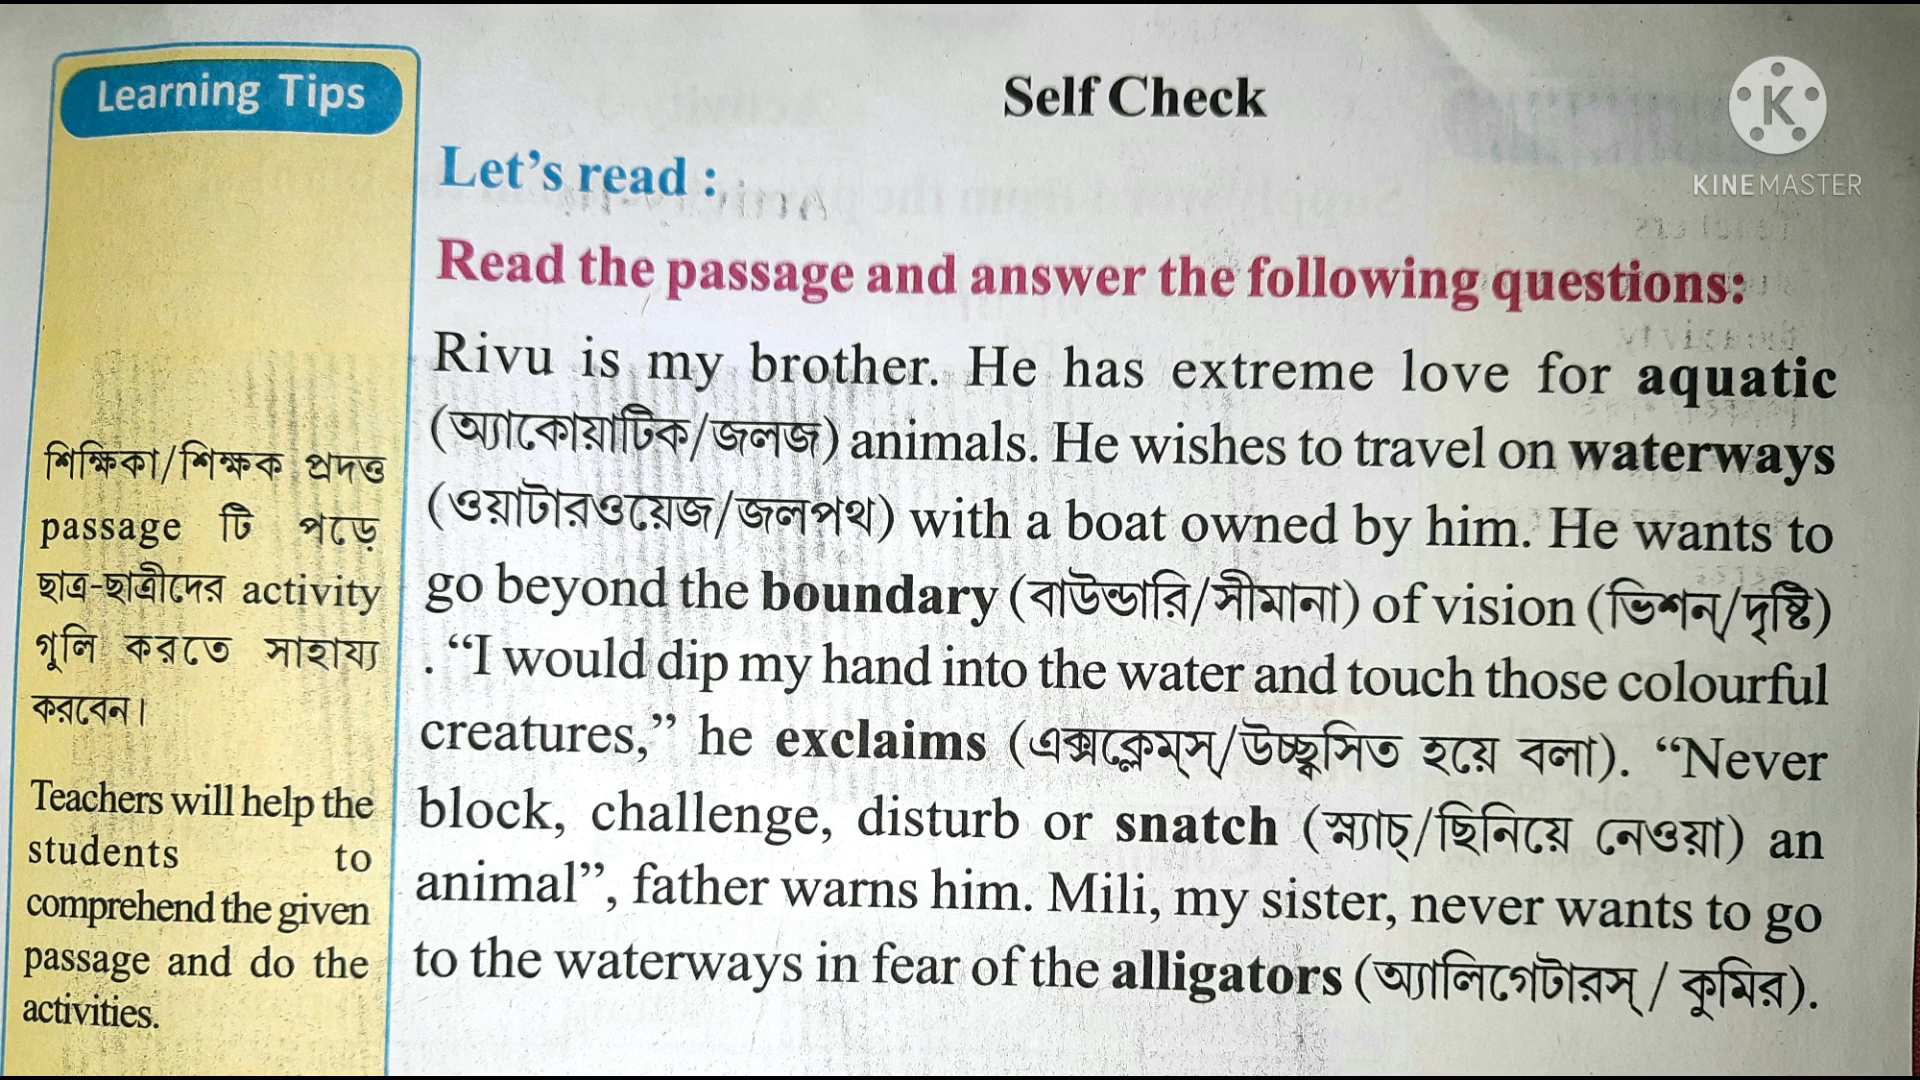 Learning Tips
শিক্ষিকা/শিক্ষক প্রদত্ত
passage টি পড়ে
ছাত্র-ছাত্রীদের activity
গুলি করতে সাহায্য
করবেন।
Teachers will help the
students to
comprehend the given
passage and do the
activities.
Self Check
Let's read :
Read the passage and answer the following questions:
Rivu is my brother. He has extreme love for aquatic
(অ্যাকোয়াটিক/জলজ) animals. He wishes to travel on waterways
(ওয়াটারওয়েজ/জলপথ) with a boat owned by him. He wants to
go beyond the boundary (বাউন্ডারি/সীমানা) of vision (ভিশন্/দৃষ্টি)
. “I would dip my hand into the water and touch those colourful
creatures,” he exclaims (এক্সক্লেম্স্/উচ্ছ্বসিত হয়ে বলা). “Never
block, challenge, disturb or snatch (স্ন্যাচ্/ছিনিয়ে নেওয়া) an
animal”, father warns him. Mili, my sister, never wants to go
to the waterways in fear of the alligators (অ্যালিগেটারস্ / কুমির).
KINEMASTER